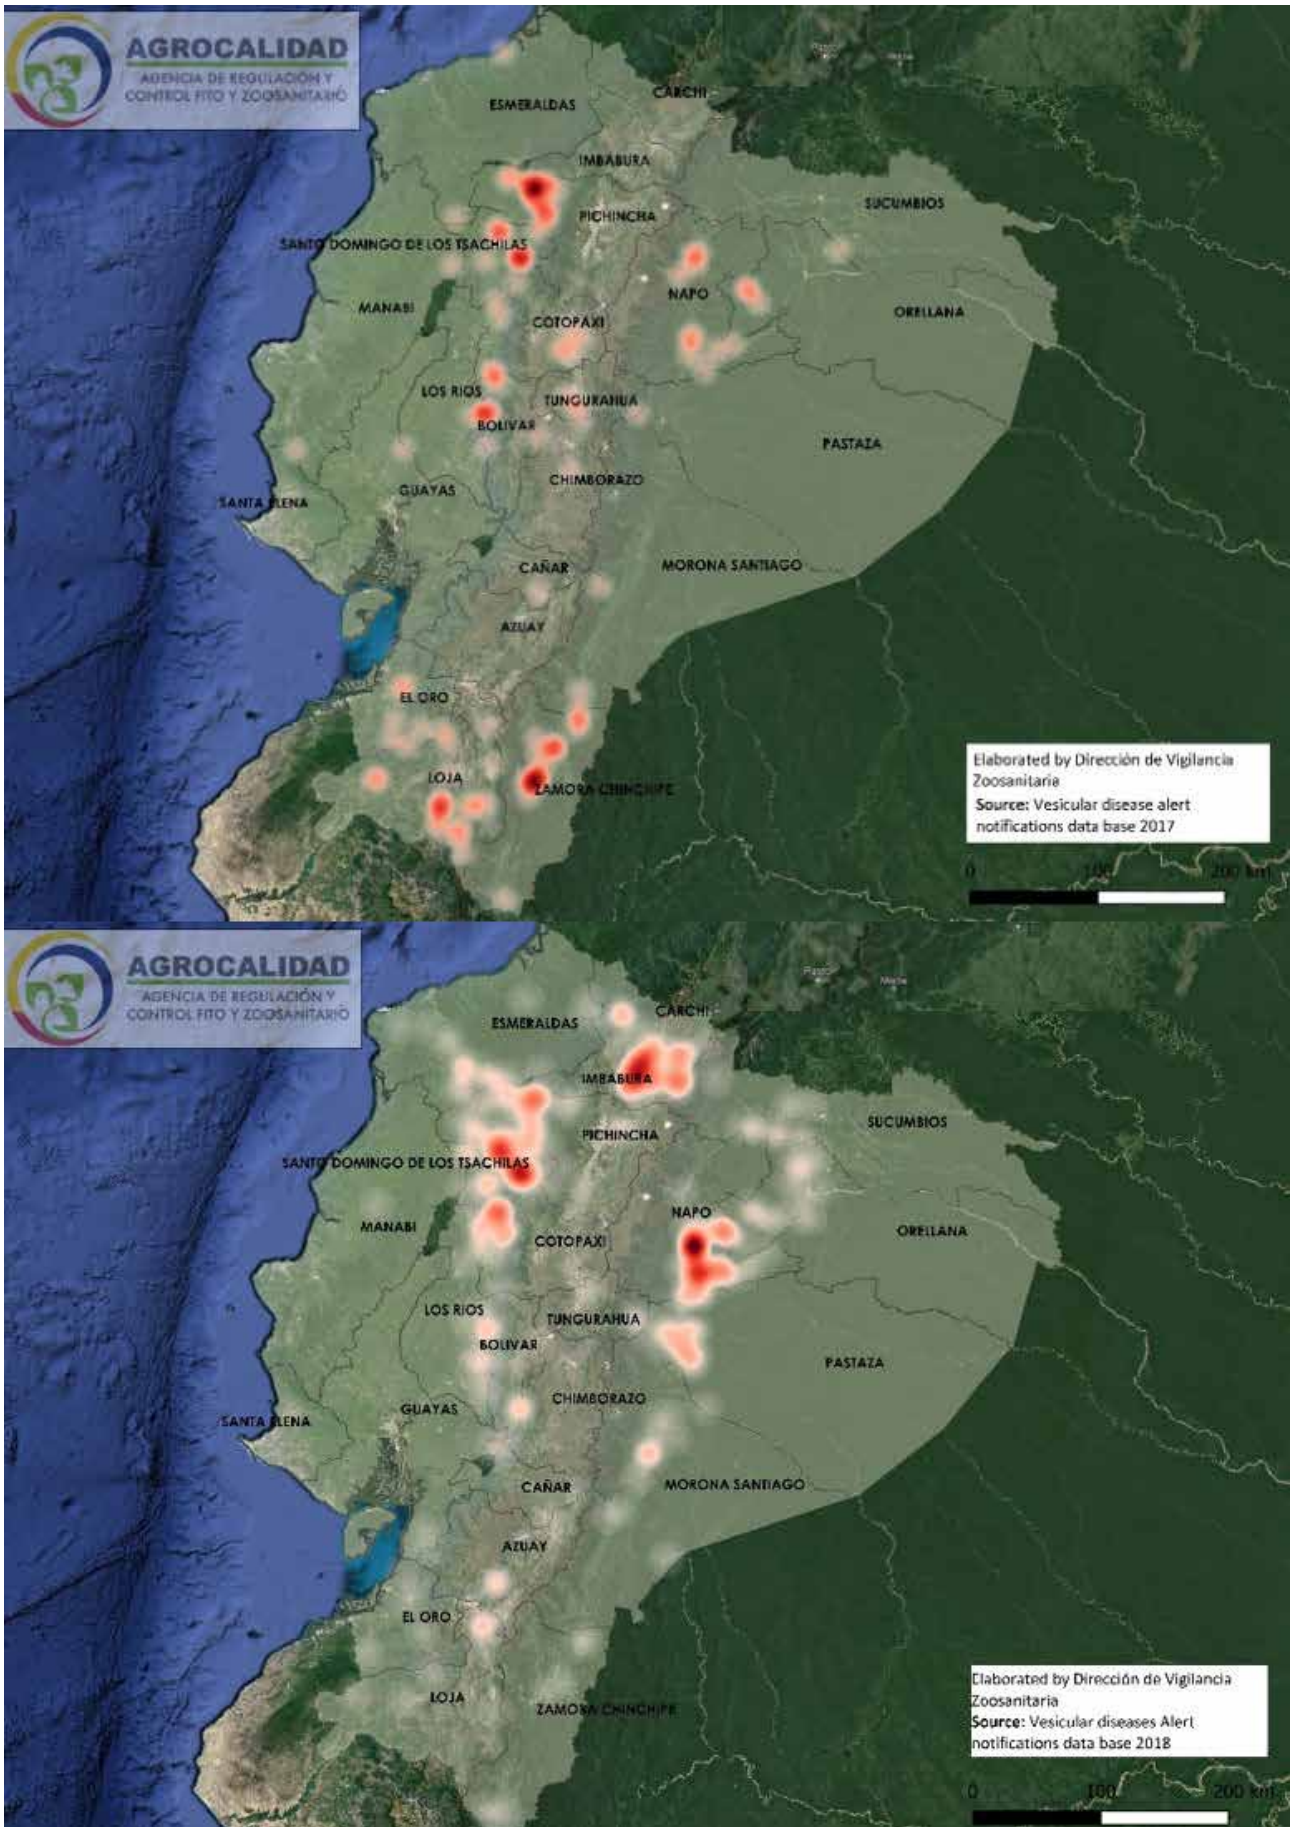 AGROCALIDAD
AGENCIA DE REGULACIÓN Y
CONTROL FITO Y ZOOSANITARIO
ESMERALDAS
CARCHI
IMBABURA
PICHINCHA
SUCUMBIOS
SANTO DOMINGO DE LOS TSACHILAS
MANABI
NAPO
COTOPAXI
ORELLANA
LOS RIOS
TUNGURAHUA
BOLIVAR
PASTAZA
GUAYAS
CHIMBORAZO
SANTA ELENA
CAÑAR
MORONA SANTIAGO
AZUAY
EL ORO
LOJA
ZAMORA CHINCHIPE
Elaborated by Dirección de Vigilancia
Zoosanitaria
Source: Vesicular disease alert
notifications data base 2017
0 100 200 km
AGROCALIDAD
AGENCIA DE REGULACIÓN Y
CONTROL FITO Y ZOOSANITARIO
Pasto
ESMERALDAS
CARCHI
IMBABURA
PICHINCHA
SUCUMBIOS
SANTO DOMINGO DE LOS TSACHILAS
MANABI
NAPO
COTOPAXI
ORELLANA
LOS RIOS
TUNGURAHUA
BOLIVAR
PASTAZA
CHIMBORAZO
GUAYAS
SANTA ELENA
CAÑAR
MORONA SANTIAGO
AZUAY
EL ORO
LOJA
ZAMORA CHINCHIPE
Elaborated by Dirección de Vigilancia
Zoosanitaria
Source: Vesicular diseases Alert
notifications data base 2018
0 100 200 km